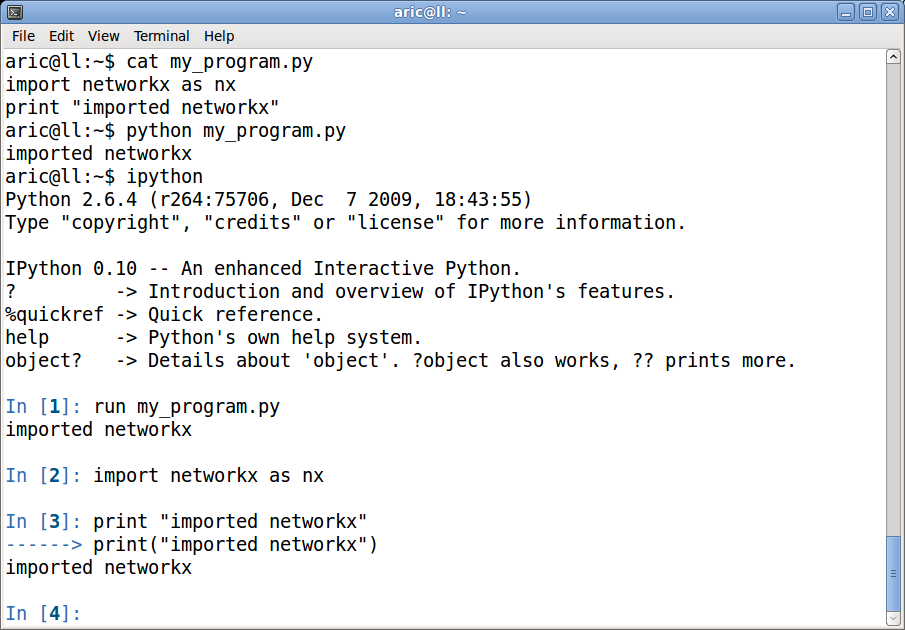 aric@ll: ~
File Edit View Terminal Help
aric@ll:~$ cat my_program.py
import networkx as nx
print "imported networkx"
aric@ll:~$ python my_program.py
imported networkx
aric@ll:~$ ipython
Python 2.6.4 (r264:75706, Dec  7 2009, 18:43:55)
Type "copyright", "credits" or "license" for more information.
IPython 0.10 -- An enhanced Interactive Python.
?         -> Introduction and overview of IPython's features.
%quickref -> Quick reference.
help      -> Python's own help system.
object?   -> Details about 'object'. ?object also works, ?? prints more.
In [1]: run my_program.py
imported networkx
In [2]: import networkx as nx
In [3]: print "imported networkx"
------> print("imported networkx")
imported networkx
In [4]: